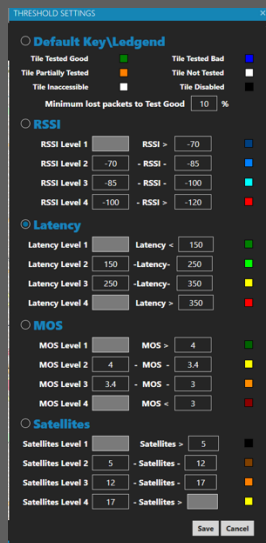 THRESHOLD SETTINGS
Default Key\Ledgend
Tile Tested Good Tile Tested Bad
Tile Partially Tested Tile Not Tested
Tile Inaccessible Tile Disabled
Minimum lost packets to Test Good 10 %
RSSI
RSSI Level 1 RSSI > -70
RSSI Level 2 -70 - RSSI - -85
RSSI Level 3 -85 - RSSI - -100
RSSI Level 4 -100 - RSSI > -120
Latency
Latency Level 1 Latency < 150
Latency Level 2 150 -Latency- 250
Latency Level 3 250 -Latency- 350
Latency Level 4 Latency > 350
MOS
MOS Level 1 MOS > 4
MOS Level 2 4 - MOS - 3.4
MOS Level 3 3.4 - MOS - 3
MOS Level 4 MOS < 3
Satellites
Satellites Level 1 Satellites > 5
Satellites Level 2 5 - Satellites - 12
Satellites Level 3 12 - Satellites - 17
Satellites Level 4 17 - Satellites >
Save Cancel